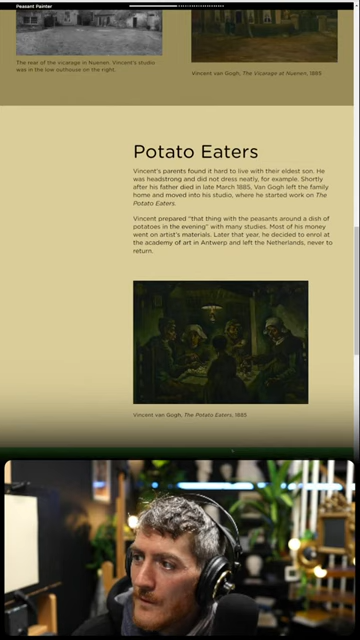 Peasant Painter
The rear of the vicarage in Nuenen. Vincent's studio
was in the low outhouse on the right.
Vincent van Gogh, The Vicarage at Nuenen, 1885
Potato Eaters
Vincent's parents found it hard to live with their eldest son. He
was headstrong and did not dress neatly, for example. Shortly
after his father died in late March 1885, Van Gogh left the family
home and moved into his studio, where he started work on The
Potato Eaters.
Vincent prepared "that thing with the peasants around a dish of
potatoes in the evening" with many studies. Most of his money
went on artist's materials. Later that year, he decided to enrol at
the academy of art in Antwerp and left the Netherlands, never to
return.
Vincent van Gogh, The Potato Eaters, 1885